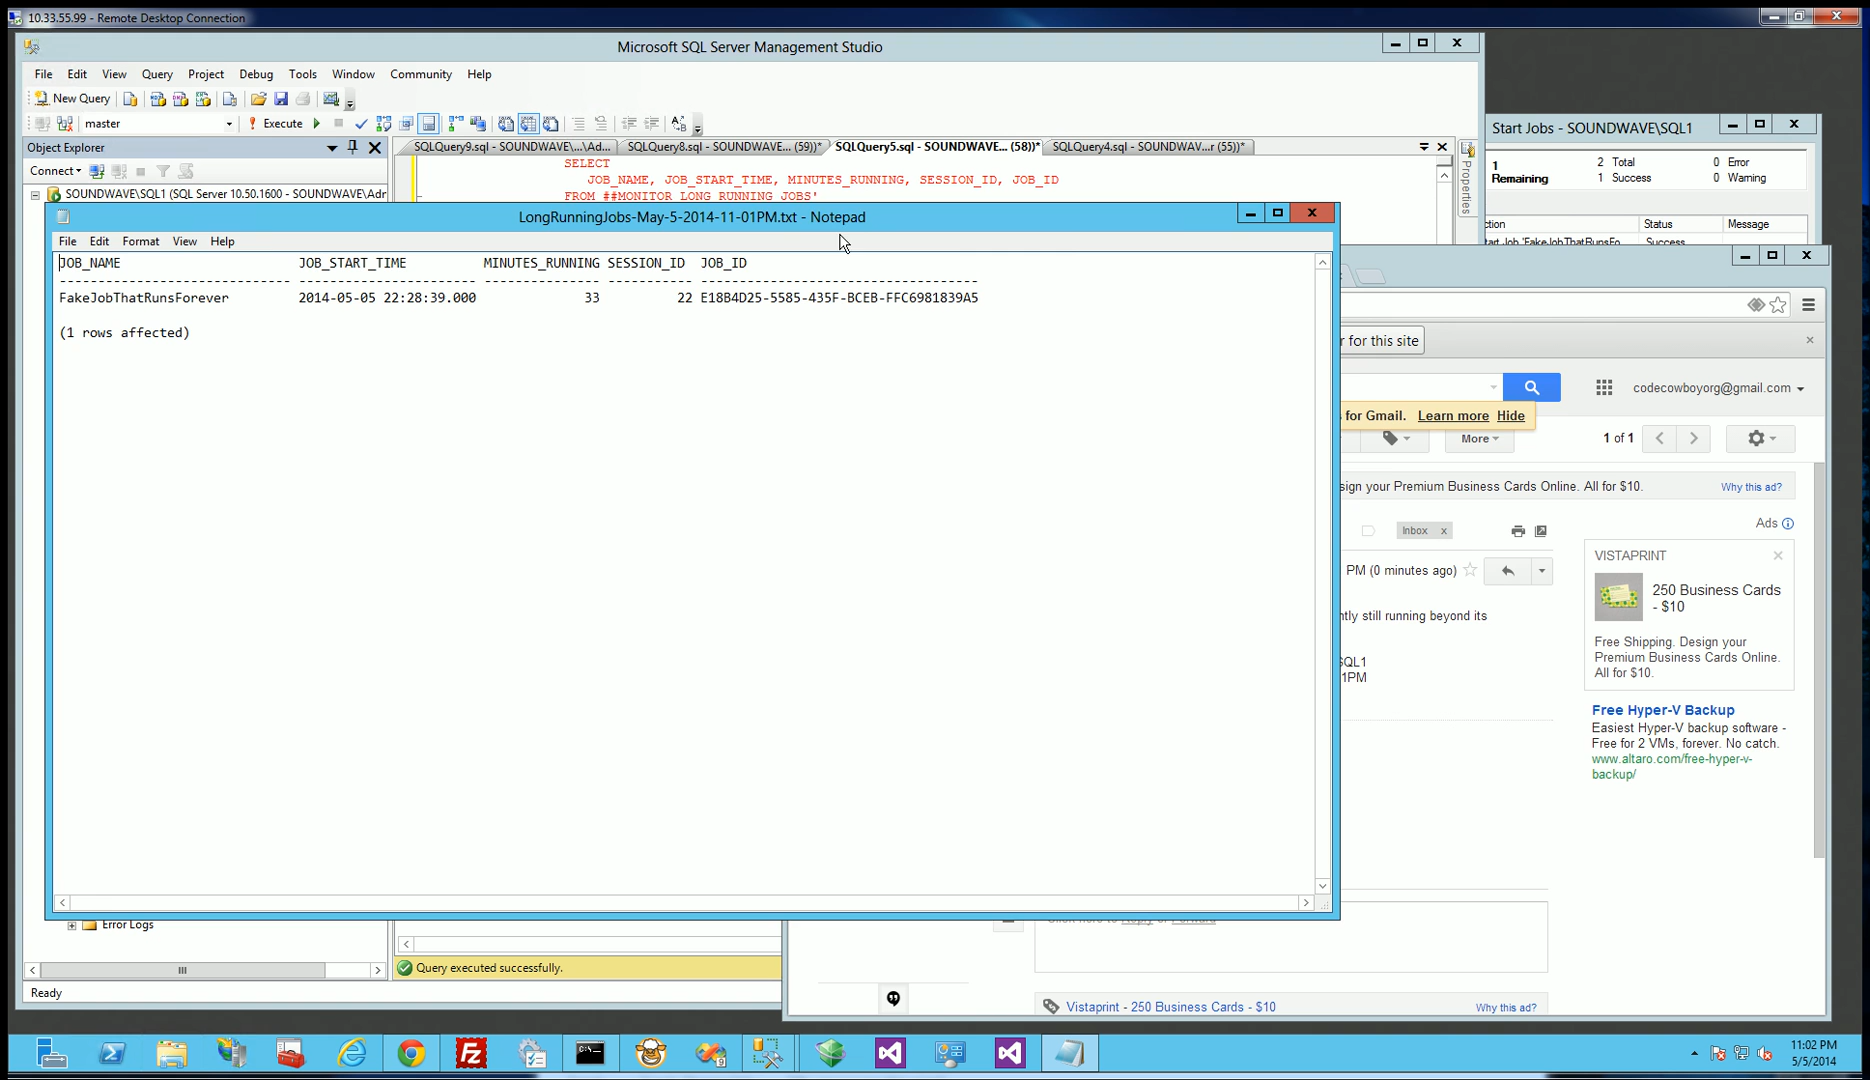 10.33.55.99 - Remote Desktop Connection
Microsoft SQL Server Management Studio
File Edit View Query Project Debug Tools Window Community Help
New Query
master
Execute
Object Explorer
Connect
SOUNDWAVE\SQL1 (SQL Server 10.50.1600 - SOUNDWAVE\Adr
SQLQuery9.sql - SOUNDWAVE\...\Ad... SQLQuery8.sql - SOUNDWAVE... (59))* SQLQuery5.sql - SOUNDWAVE... (58))* SQLQuery4.sql - SOUNDWAV...r (55))*
SELECT
JOB_NAME, JOB_START_TIME, MINUTES_RUNNING, SESSION_ID, JOB_ID
FROM ##MONITOR LONG RUNNING JOBS'
Properties
Start Jobs - SOUNDWAVE\SQL1
1 Remaining
2 Total 0 Error
1 Success 0 Warning
ction Status Message
tart Job 'FakeJobThatRunsFo... Success
LongRunningJobs-May-5-2014-11-01PM.txt - Notepad
File Edit Format View Help
JOB_NAME JOB_START_TIME MINUTES_RUNNING SESSION_ID JOB_ID
------------------------------ --------------------- --------------- ----------- ------------------------------------
FakeJobThatRunsForever 2014-05-05 22:28:39.000 33 22 E18B4D25-5585-435F-BCEB-FFC6981839A5
(1 rows affected)
r for this site
codecowboyorg@gmail.com
for Gmail. Learn more Hide
More
1 of 1
sign your Premium Business Cards Online. All for $10. Why this ad?
Inbox x
Ads
PM (0 minutes ago)
ntly still running beyond its
SQL1
1PM
VISTAPRINT
250 Business Cards
- $10
Free Shipping. Design your
Premium Business Cards Online.
All for $10.
Free Hyper-V Backup
Easiest Hyper-V backup software -
Free for 2 VMs, forever. No catch.
www.altaro.com/free-hyper-v-
backup/
Error Logs
Query executed successfully.
Ready
Vistaprint - 250 Business Cards - $10 Why this ad?
11:02 PM
5/5/2014